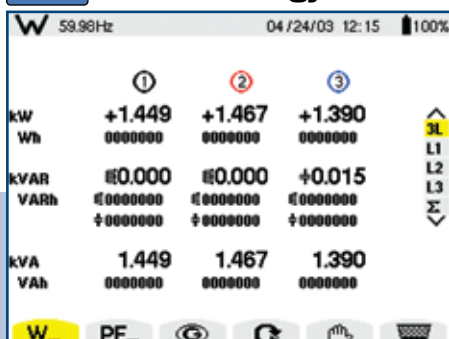 W 59.98Hz 04/24/03 12:15 100%
1 2 3
kW +1.449 +1.467 +1.390
Wh 0000000 0000000 0000000
kVAR 0.000 0.000 +0.015
VARh 0000000 0000000 0000000
0000000 0000000 0000000
kVA 1.449 1.467 1.390
VAh 0000000 0000000 0000000
3L
L1
L2
L3
Σ
W... PF... G